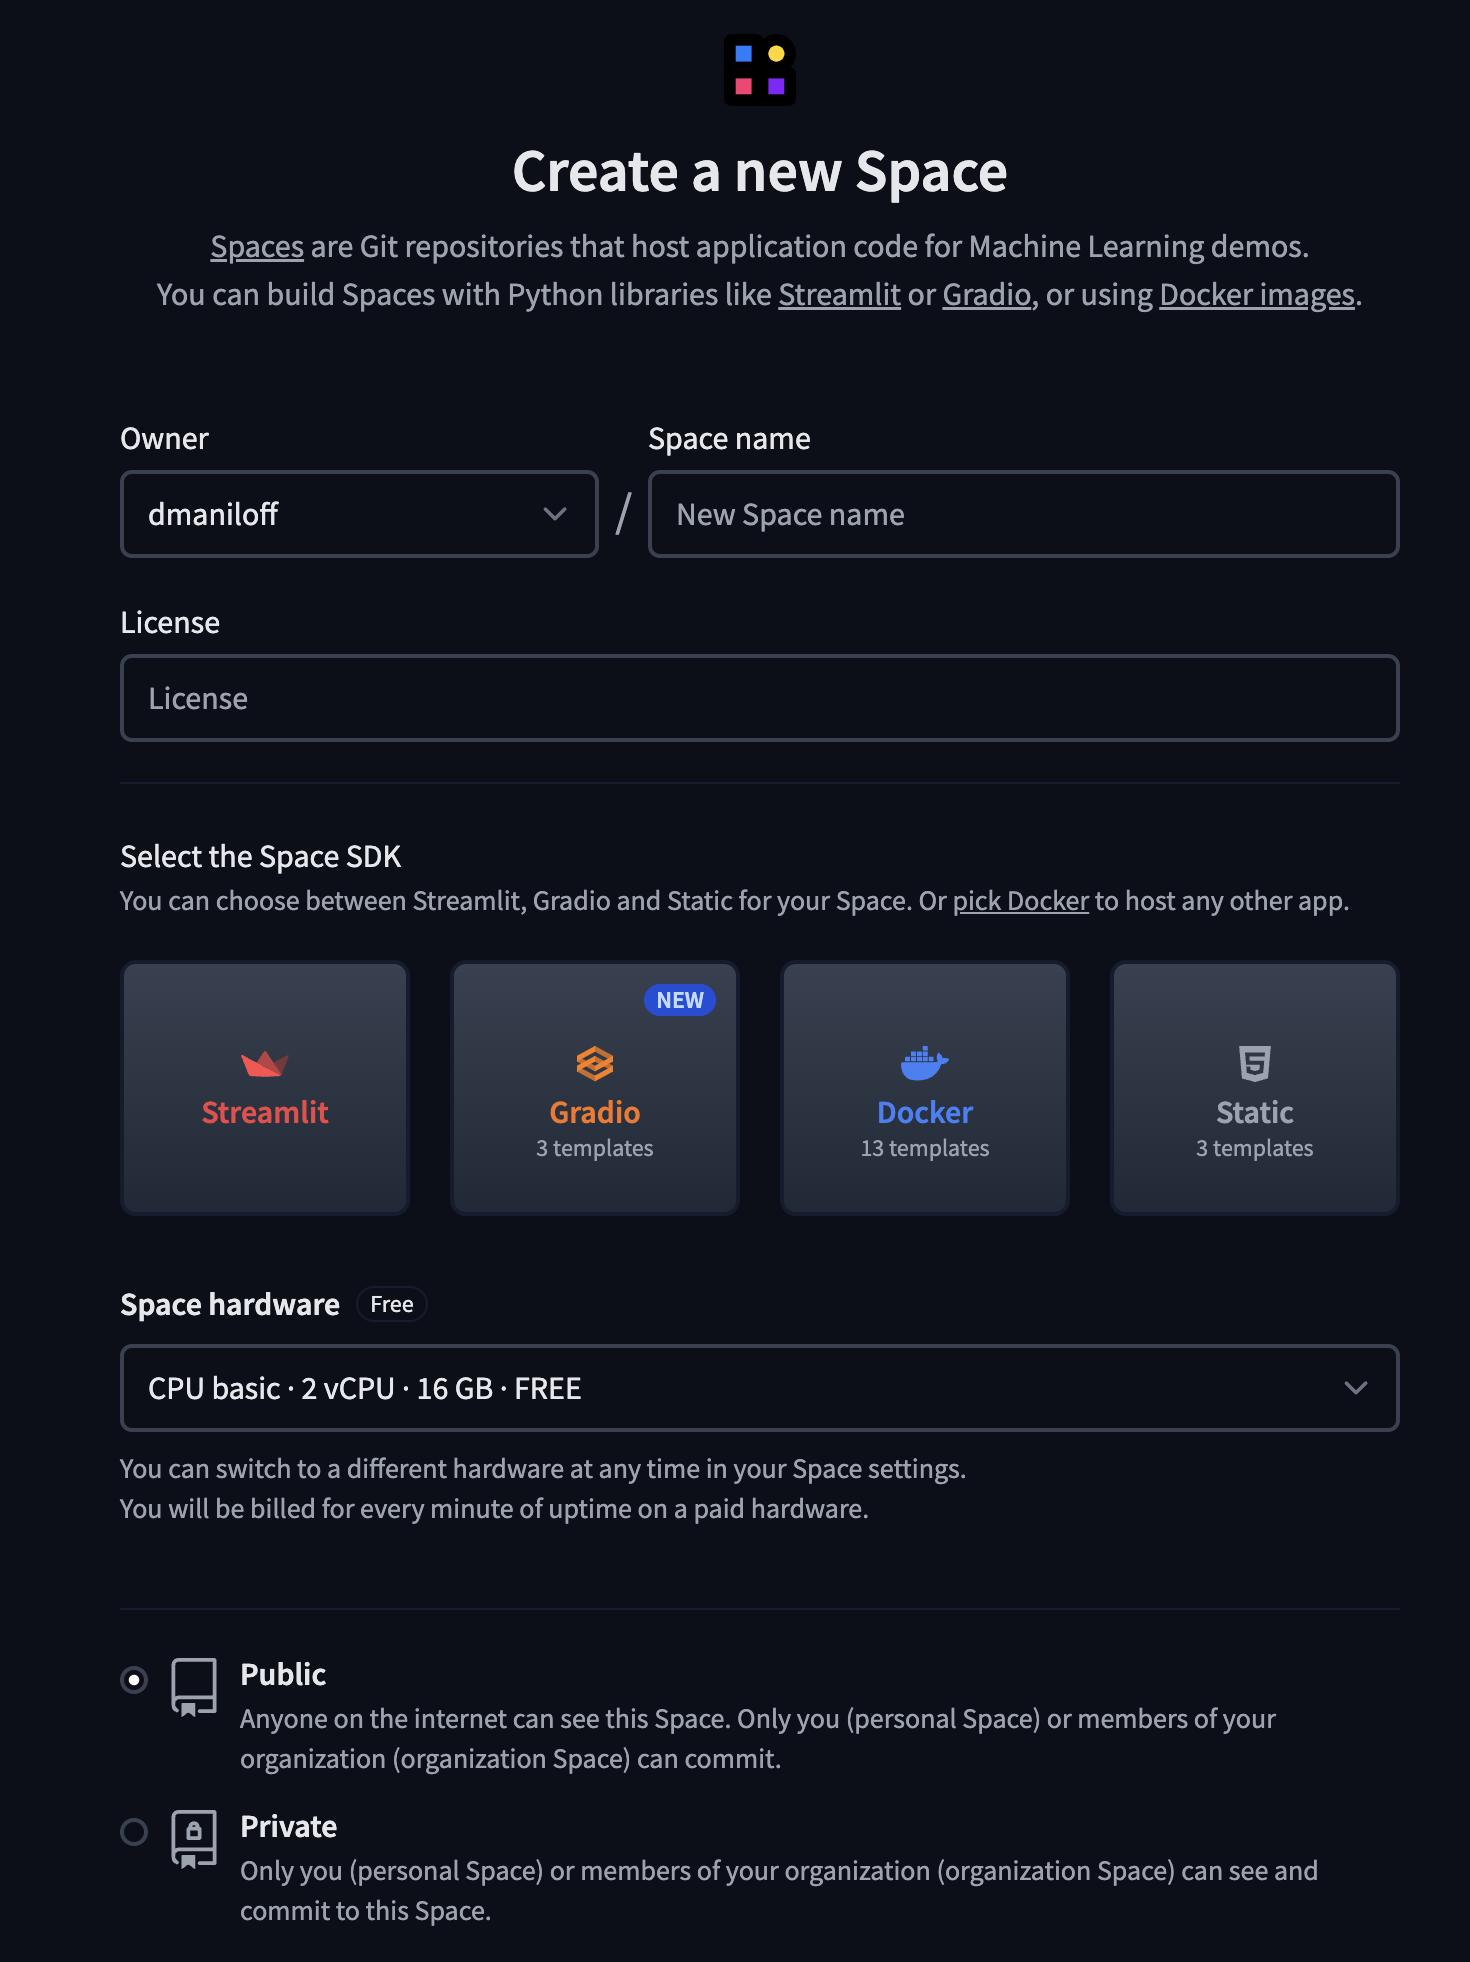 Create a new Space
Spaces are Git repositories that host application code for Machine Learning demos.
You can build Spaces with Python libraries like Streamlit or Gradio, or using Docker images.
Owner
Space name
dmaniloff
/
New Space name
License
License
Select the Space SDK
You can choose between Streamlit, Gradio and Static for your Space. Or pick Docker to host any other app.
Streamlit
NEW
Gradio
3 templates
Docker
13 templates
Static
3 templates
Space hardware Free
CPU basic · 2 vCPU · 16 GB · FREE
You can switch to a different hardware at any time in your Space settings.
You will be billed for every minute of uptime on a paid hardware.
Public
Anyone on the internet can see this Space. Only you (personal Space) or members of your
organization (organization Space) can commit.
Private
Only you (personal Space) or members of your organization (organization Space) can see and
commit to this Space.